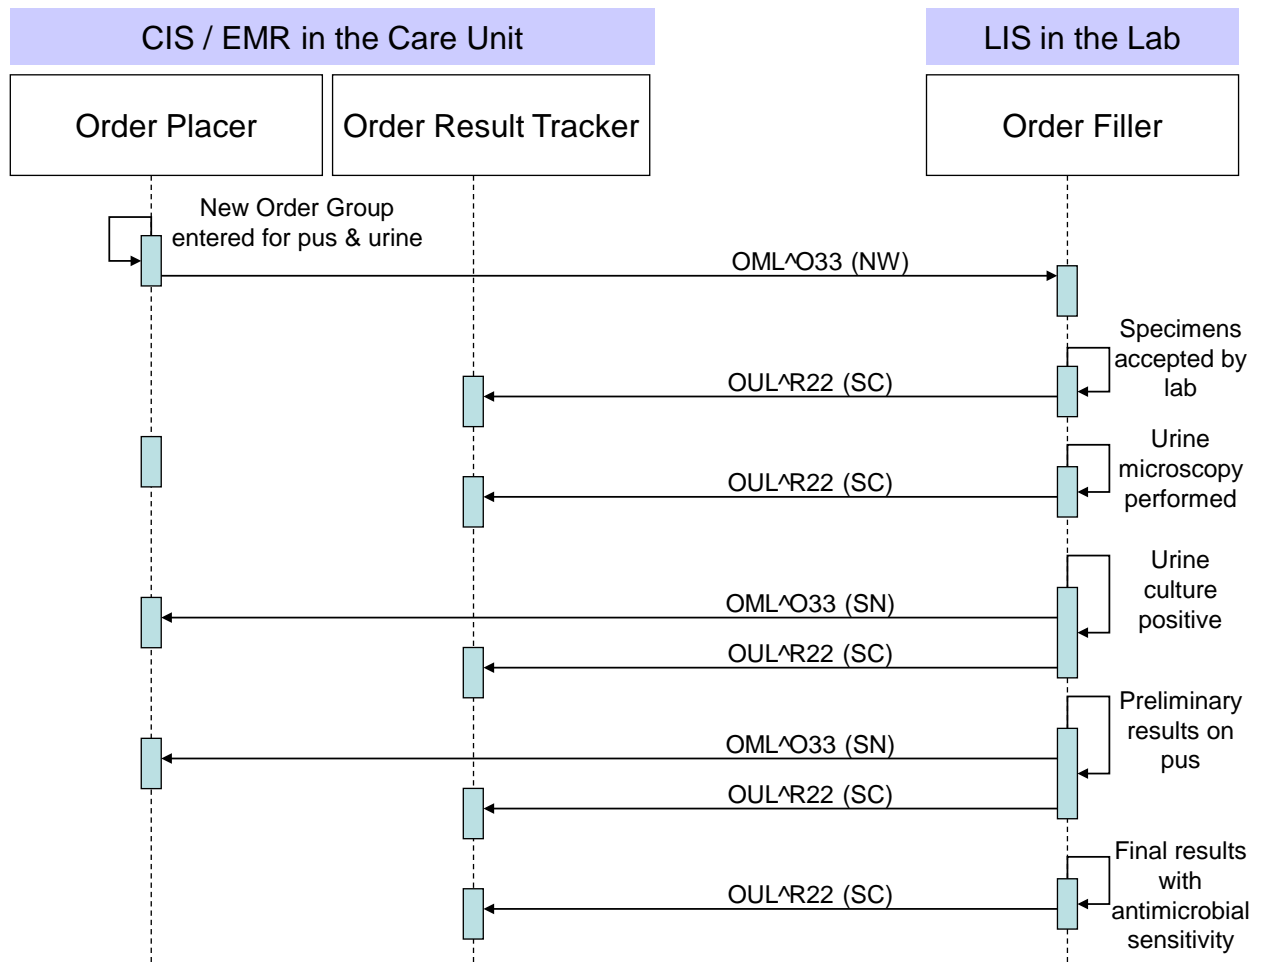 CIS / EMR in the Care Unit
LIS in the Lab
Order Placer
Order Result Tracker
Order Filler
New Order Group
entered for pus & urine
OML^O33 (NW)
Specimens
accepted by
lab
OUL^R22 (SC)
Urine
microscopy
performed
OUL^R22 (SC)
Urine
culture
positive
OML^O33 (SN)
OUL^R22 (SC)
Preliminary
results on
pus
OML^O33 (SN)
OUL^R22 (SC)
Final results
with
antimicrobial
sensitivity
OUL^R22 (SC)